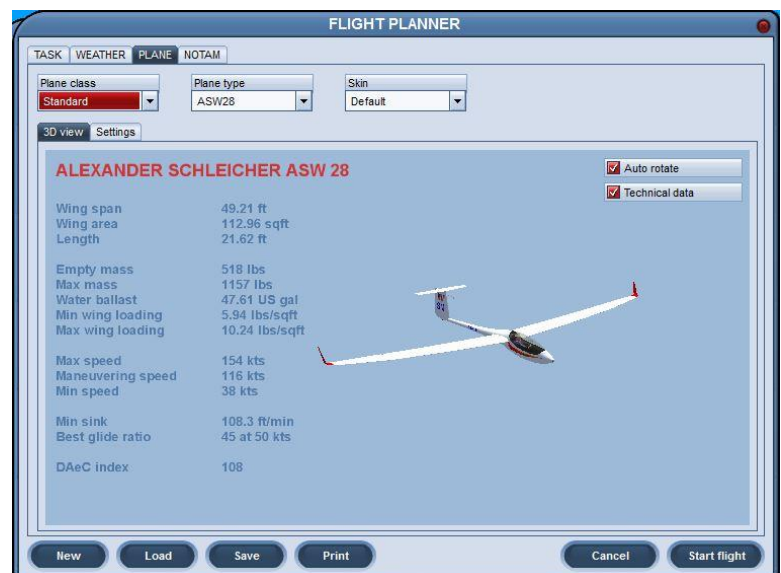 FLIGHT PLANNER
TASK WEATHER PLANE NOTAM
Plane class Plane type Skin
Standard ASW28 Default
3D view Settings
ALEXANDER SCHLEICHER ASW 28
Auto rotate
Technical data
Wing span 49.21 ft
Wing area 112.96 sqft
Length 21.62 ft
Empty mass 518 lbs
Max mass 1157 lbs
Water ballast 47.61 US gal
Min wing loading 5.94 lbs/sqft
Max wing loading 10.24 lbs/sqft
Max speed 154 kts
Maneuvering speed 116 kts
Min speed 38 kts
Min sink 108.3 ft/min
Best glide ratio 45 at 50 kts
DAeC index 108
New Load Save Print Cancel Start flight